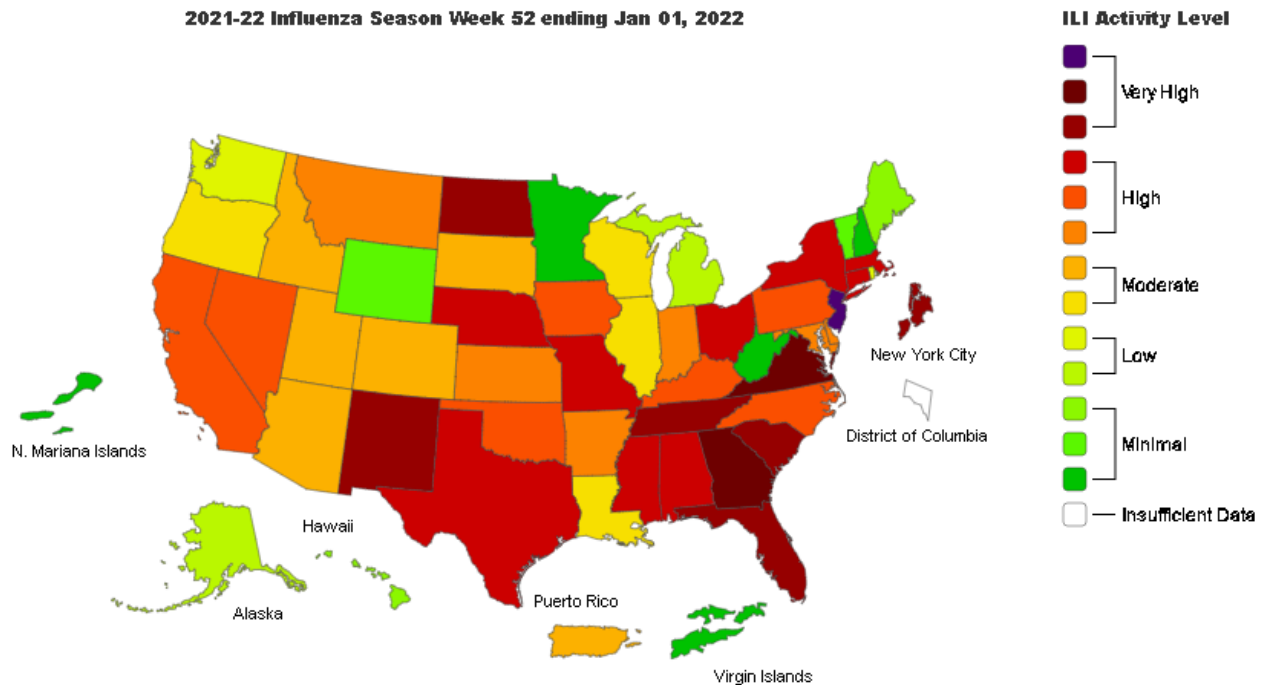 2021-22 Influenza Season Week 52 ending Jan 01, 2022
ILI Activity Level
Very High
High
Moderate
Low
Minimal
Insufficient Data
New York City
District of Columbia
N. Mariana Islands
Hawaii
Alaska
Puerto Rico
Virgin Islands